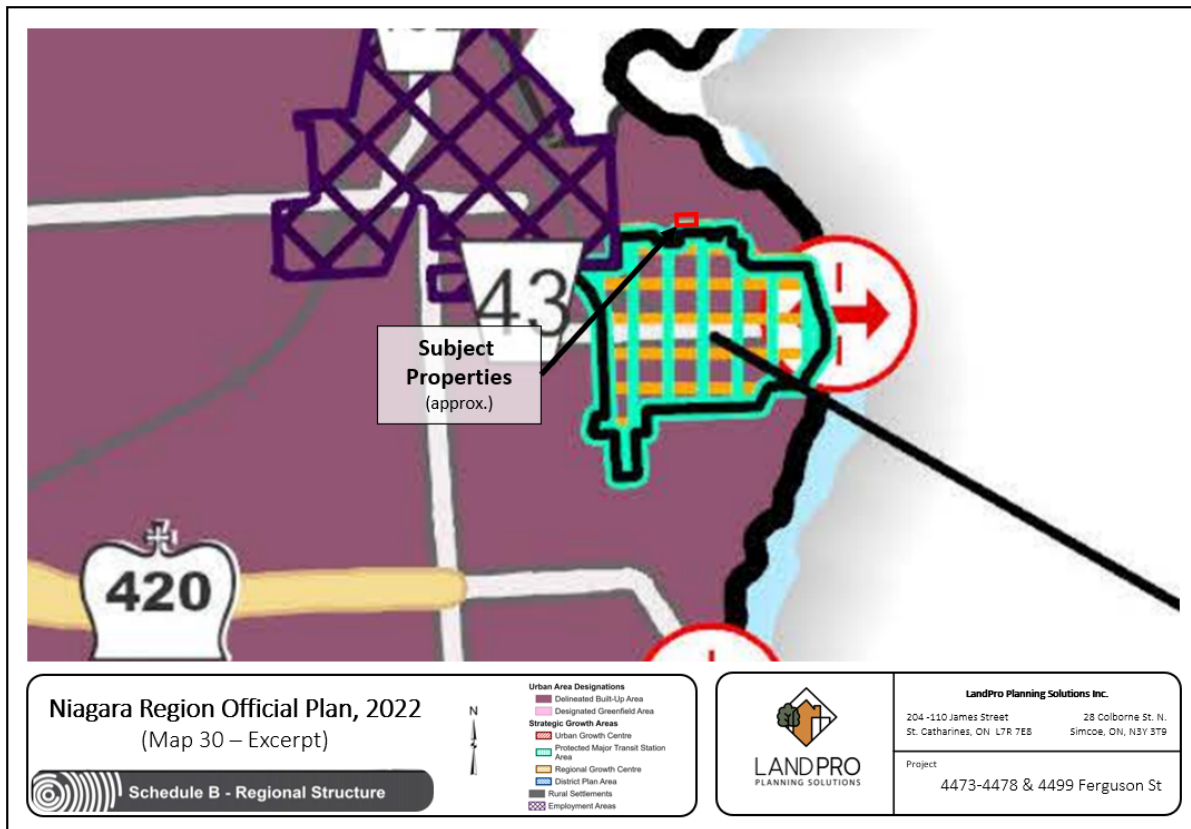 43
Subject
Properties
(approx.)
420
Niagara Region Official Plan, 2022
(Map 30 – Excerpt)
Schedule B - Regional Structure
N
Urban Area Designations
Delineated Built-Up Area
Designated Greenfield Area
Strategic Growth Areas
Urban Growth Centre
Protected Major Transit Station
Area
Regional Growth Centre
District Plan Area
Rural Settlements
Employment Areas
LANDPRO
PLANNING SOLUTIONS
LandPro Planning Solutions Inc.
204 -110 James Street
St. Catharines, ON L7R 7E8
28 Colborne St. N.
Simcoe, ON, N3Y 3T9
Project
4473-4478 & 4499 Ferguson St